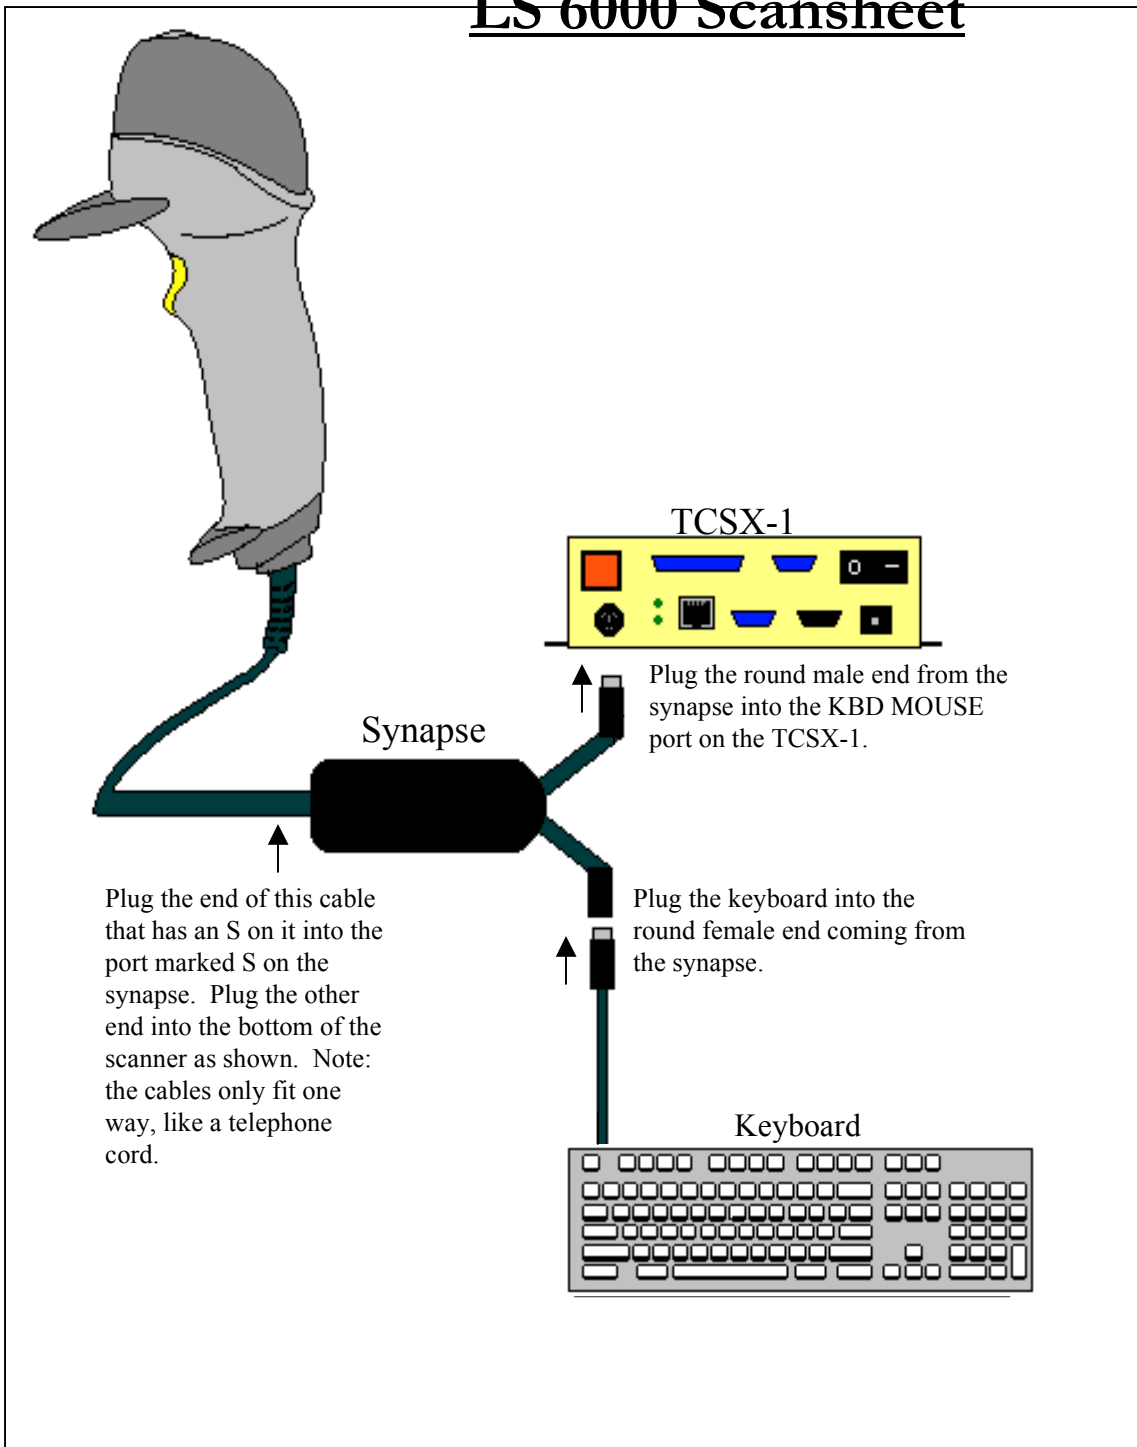 LS 6000 Scansheet
TCSX-1
O –
Plug the round male end from the
synapse into the KBD MOUSE
port on the TCSX-1.
Synapse
Plug the end of this cable
that has an S on it into the
port marked S on the
synapse.  Plug the other
end into the bottom of the
scanner as shown.  Note:
the cables only fit one
way, like a telephone
cord.
Plug the keyboard into the
round female end coming from
the synapse.
Keyboard